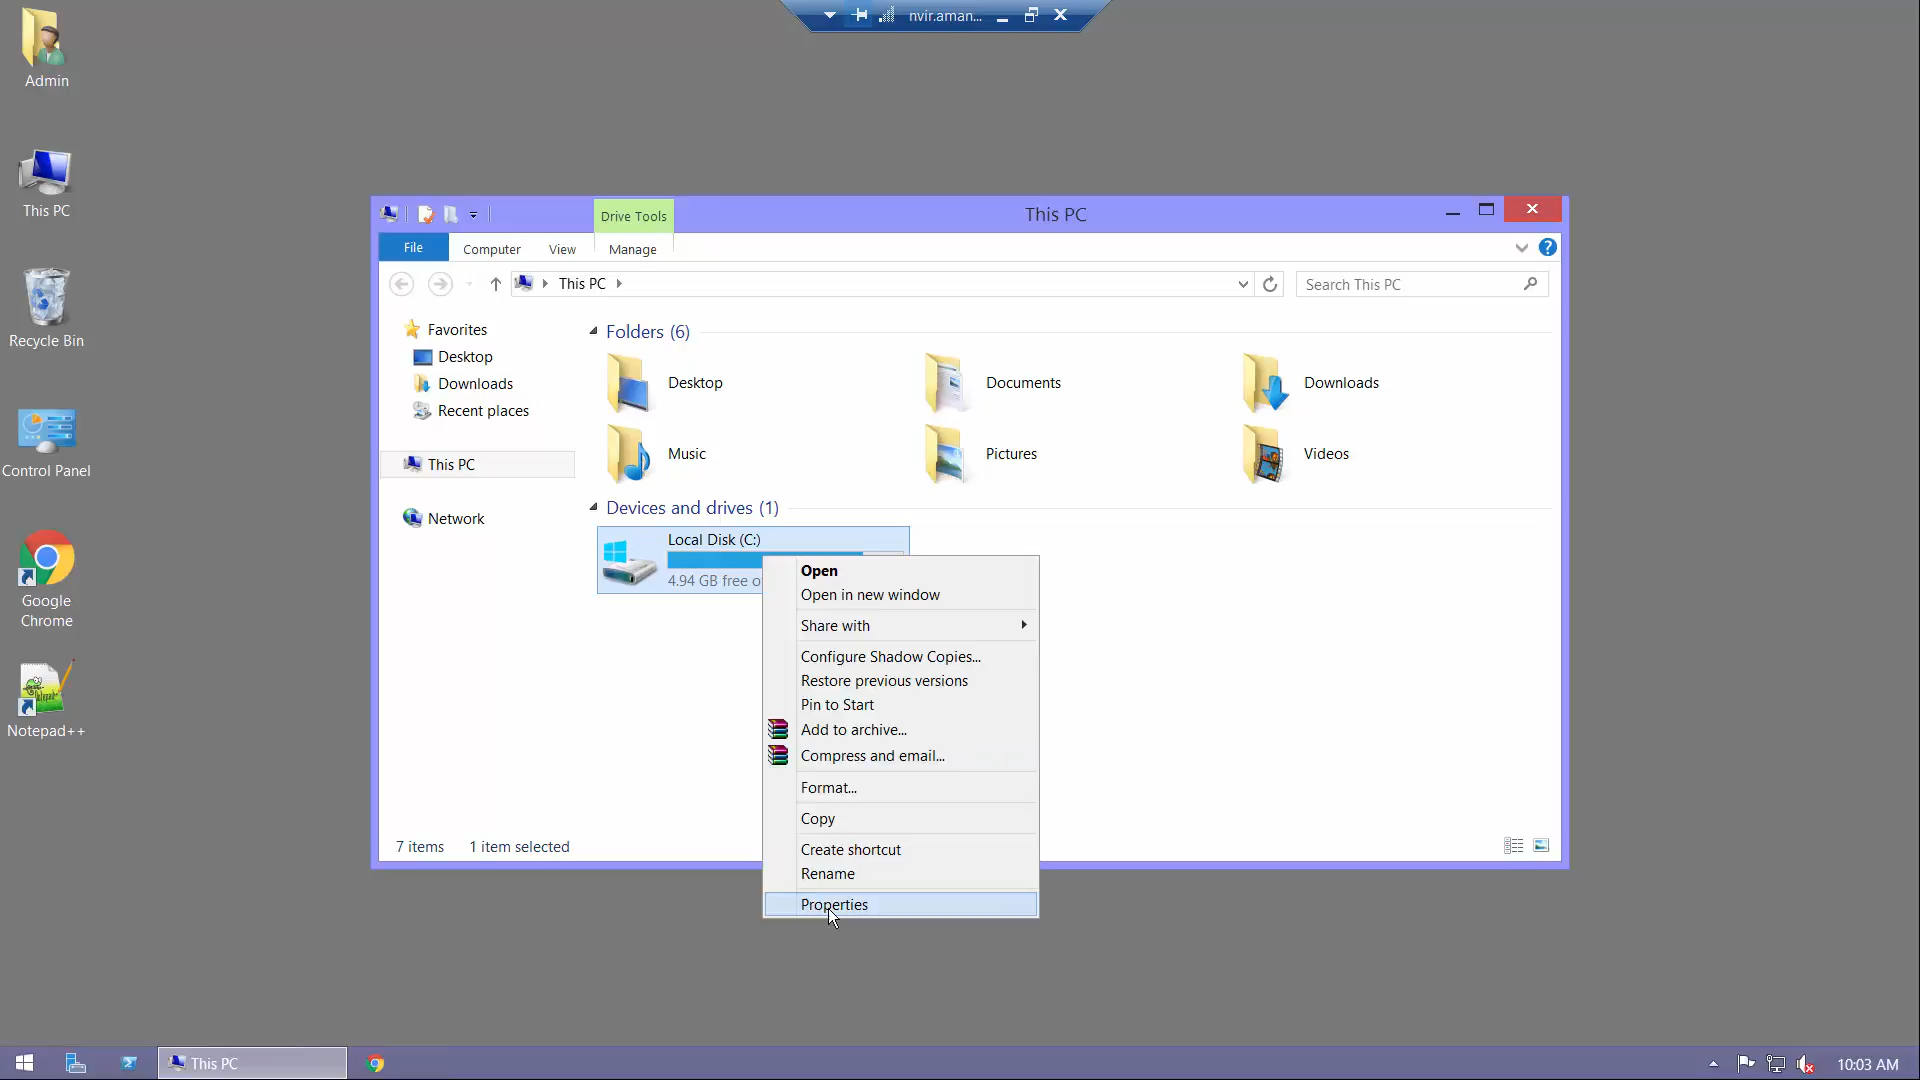 nvir.aman...
Admin
This PC
Recycle Bin
Control Panel
Google
Chrome
Notepad++
Drive Tools
This PC
File
Computer
View
Manage
This PC
Search This PC
Favorites
Desktop
Downloads
Recent places
This PC
Network
Folders (6)
Desktop
Documents
Downloads
Music
Pictures
Videos
Devices and drives (1)
Local Disk (C:)
4.94 GB free o
Open
Open in new window
Share with
Configure Shadow Copies...
Restore previous versions
Pin to Start
Add to archive...
Compress and email...
Format...
Copy
Create shortcut
Rename
Properties
7 items
1 item selected
This PC
10:03 AM